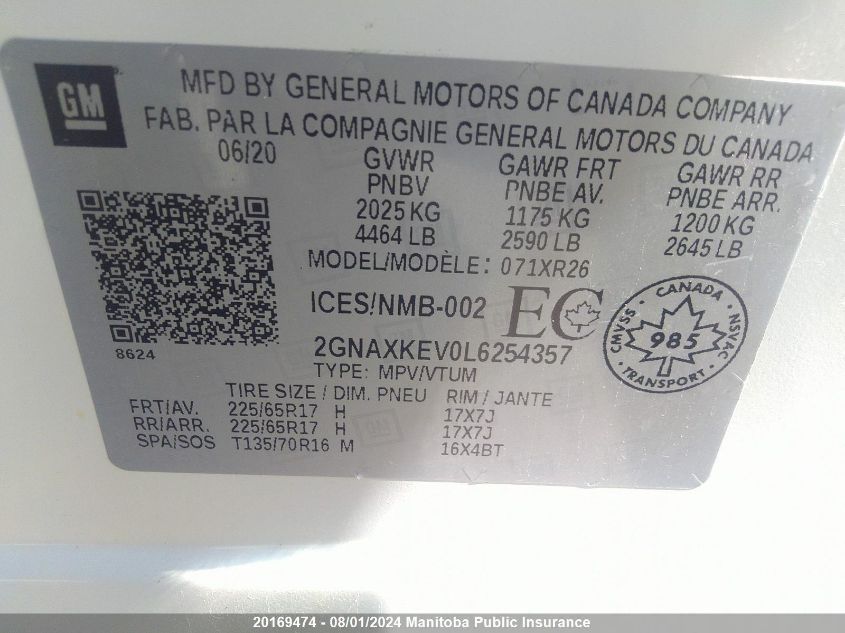 GM
MFD BY GENERAL MOTORS OF CANADA COMPANY
FAB. PAR LA COMPAGNIE GENERAL MOTORS DU CANADA
06/20 GVWR GAWR FRT GAWR RR
PNBV PNBE AV. PNBE ARR.
2025 KG 1175 KG 1200 KG
4464 LB 2590 LB 2645 LB
MODEL/MODÈLE: 071XR26
ICES/NMB-002 EC
CANADA
CMVSS 985 NSVAC
TRANSPORT
8624
2GNAXKEV0L6254357
TYPE: MPV/VTUM
TIRE SIZE / DIM. PNEU RIM / JANTE
FRT/AV. 225/65R17 H 17X7J
RR/ARR. 225/65R17 H 17X7J
SPA/SOS T135/70R16 M 16X4BT
20169474 - 08/01/2024 Manitoba Public Insurance